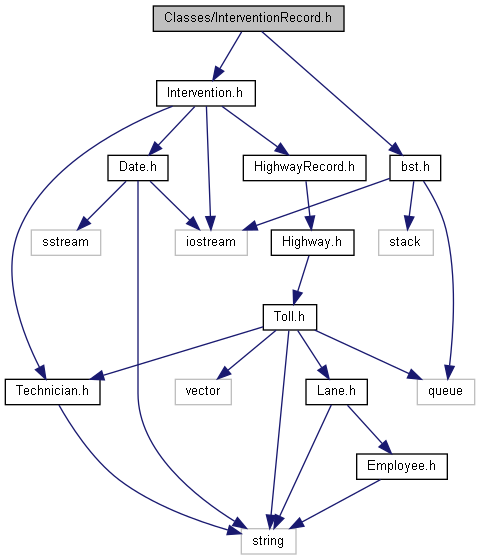 Classes/InterventionRecord.h
Intervention.h
Date.h
HighwayRecord.h
bst.h
sstream
iostream
Highway.h
stack
Toll.h
Technician.h
vector
Lane.h
queue
Employee.h
string